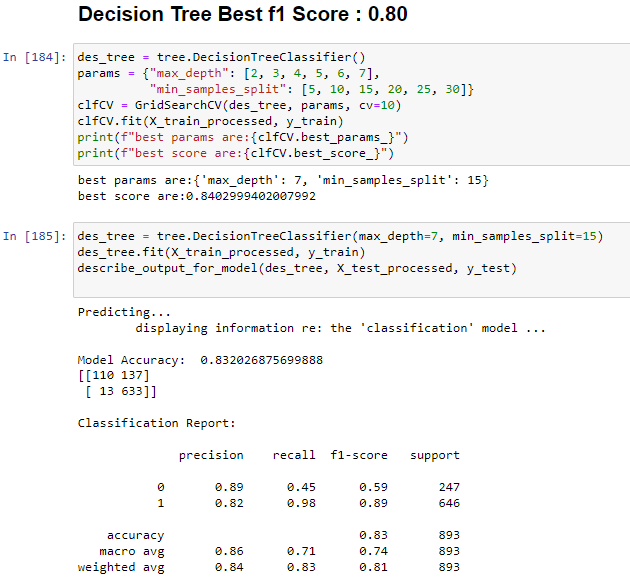 Decision Tree Best f1 Score : 0.80
In [184]: des_tree = tree.DecisionTreeClassifier()
params = {"max_depth": [2, 3, 4, 5, 6, 7],
"min_samples_split": [5, 10, 15, 20, 25, 30]}
clfCV = GridSearchCV(des_tree, params, cv=10)
clfCV.fit(X_train_processed, y_train)
print(f"best params are:{clfCV.best_params_}")
print(f"best score are:{clfCV.best_score_}")
best params are:{'max_depth': 7, 'min_samples_split': 15}
best score are:0.8402999402007992
In [185]: des_tree = tree.DecisionTreeClassifier(max_depth=7, min_samples_split=15)
des_tree.fit(X_train_processed, y_train)
describe_output_for_model(des_tree, X_test_processed, y_test)
Predicting...
displaying information re: the 'classification' model ...
Model Accuracy:  0.832026875699888
[[110 137]
[ 13 633]]
Classification Report:
precision recall f1-score support
0 0.89 0.45 0.59 247
1 0.82 0.98 0.89 646
accuracy 0.83 893
macro avg 0.86 0.71 0.74 893
weighted avg 0.84 0.83 0.81 893